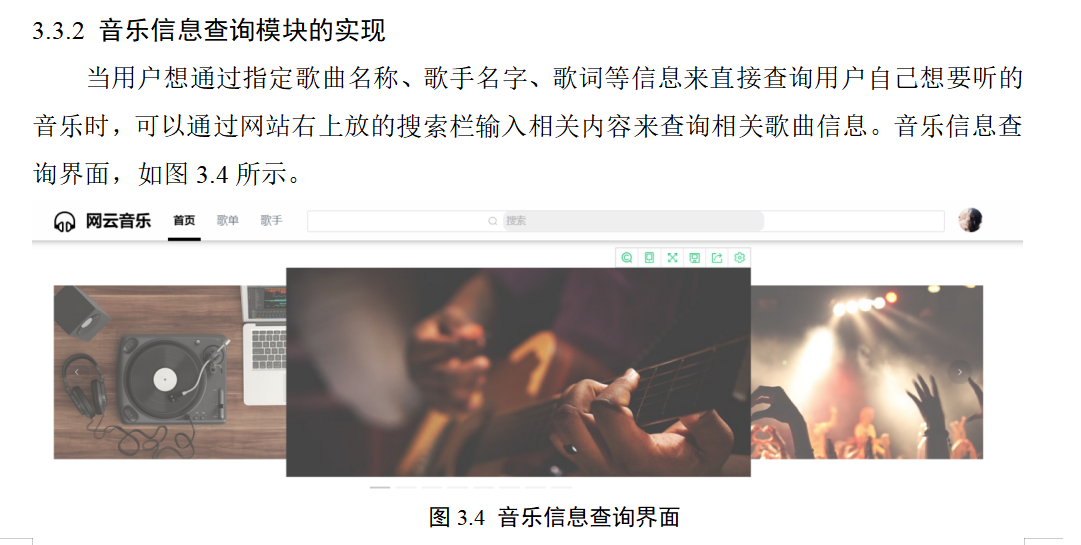 3.3.2 音乐信息查询模块的实现
当用户想通过指定歌曲名称、歌手名字、歌词等信息来直接查询用户自己想要听的
音乐时，可以通过网站右上放的搜索栏输入相关内容来查询相关歌曲信息。音乐信息查
询界面，如图 3.4 所示。
网云音乐 首页 歌单 歌手 搜索
图 3.4 音乐信息查询界面